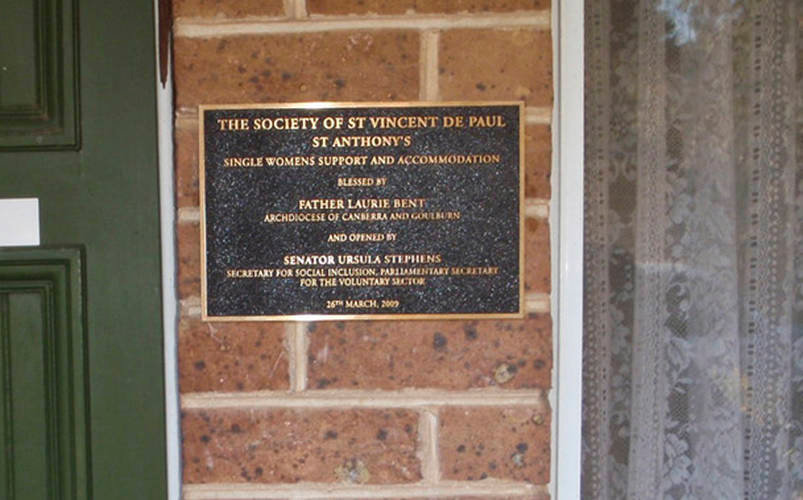 THE SOCIETY OF ST VINCENT DE PAUL
ST ANTHONY'S
SINGLE WOMENS SUPPORT AND ACCOMMODATION
BLESSED BY
FATHER LAURIE BENT
ARCHDIOCESE OF CANBERRA AND GOULBURN
AND OPENED BY
SENATOR URSULA STEPHENS
SECRETARY FOR SOCIAL INCLUSION, PARLIAMENTARY SECRETARY
FOR THE VOLUNTARY SECTOR
26TH MARCH, 2009